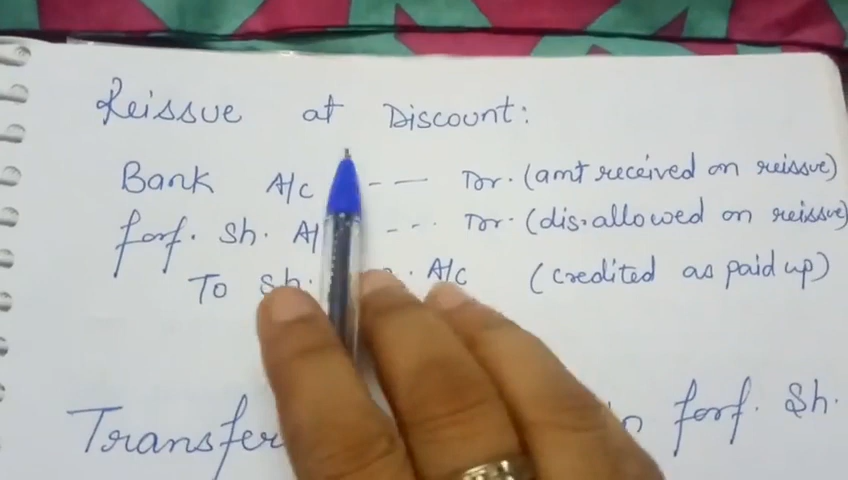 Reissue at Discount:
Bank A/c --- Dr. (amt received on reissue)
forf. Sh. A/ --- Dr. (dis. allowed on reissue)
To Sh. A/c (credited as paid up)
Transfer forf. Sh.